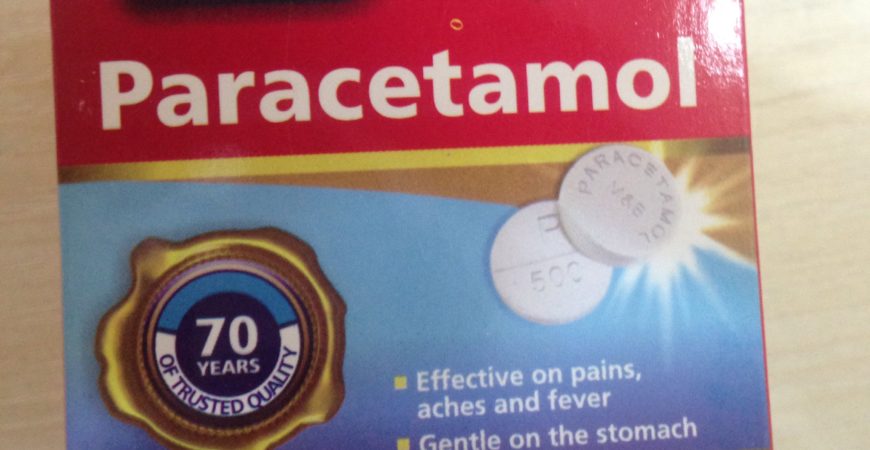 Paracetamol
PARACETAMOL
V&E
D
500
70
YEARS
OF TRUSTED QUALITY
Effective on pains,
aches and fever
Gentle on the stomach